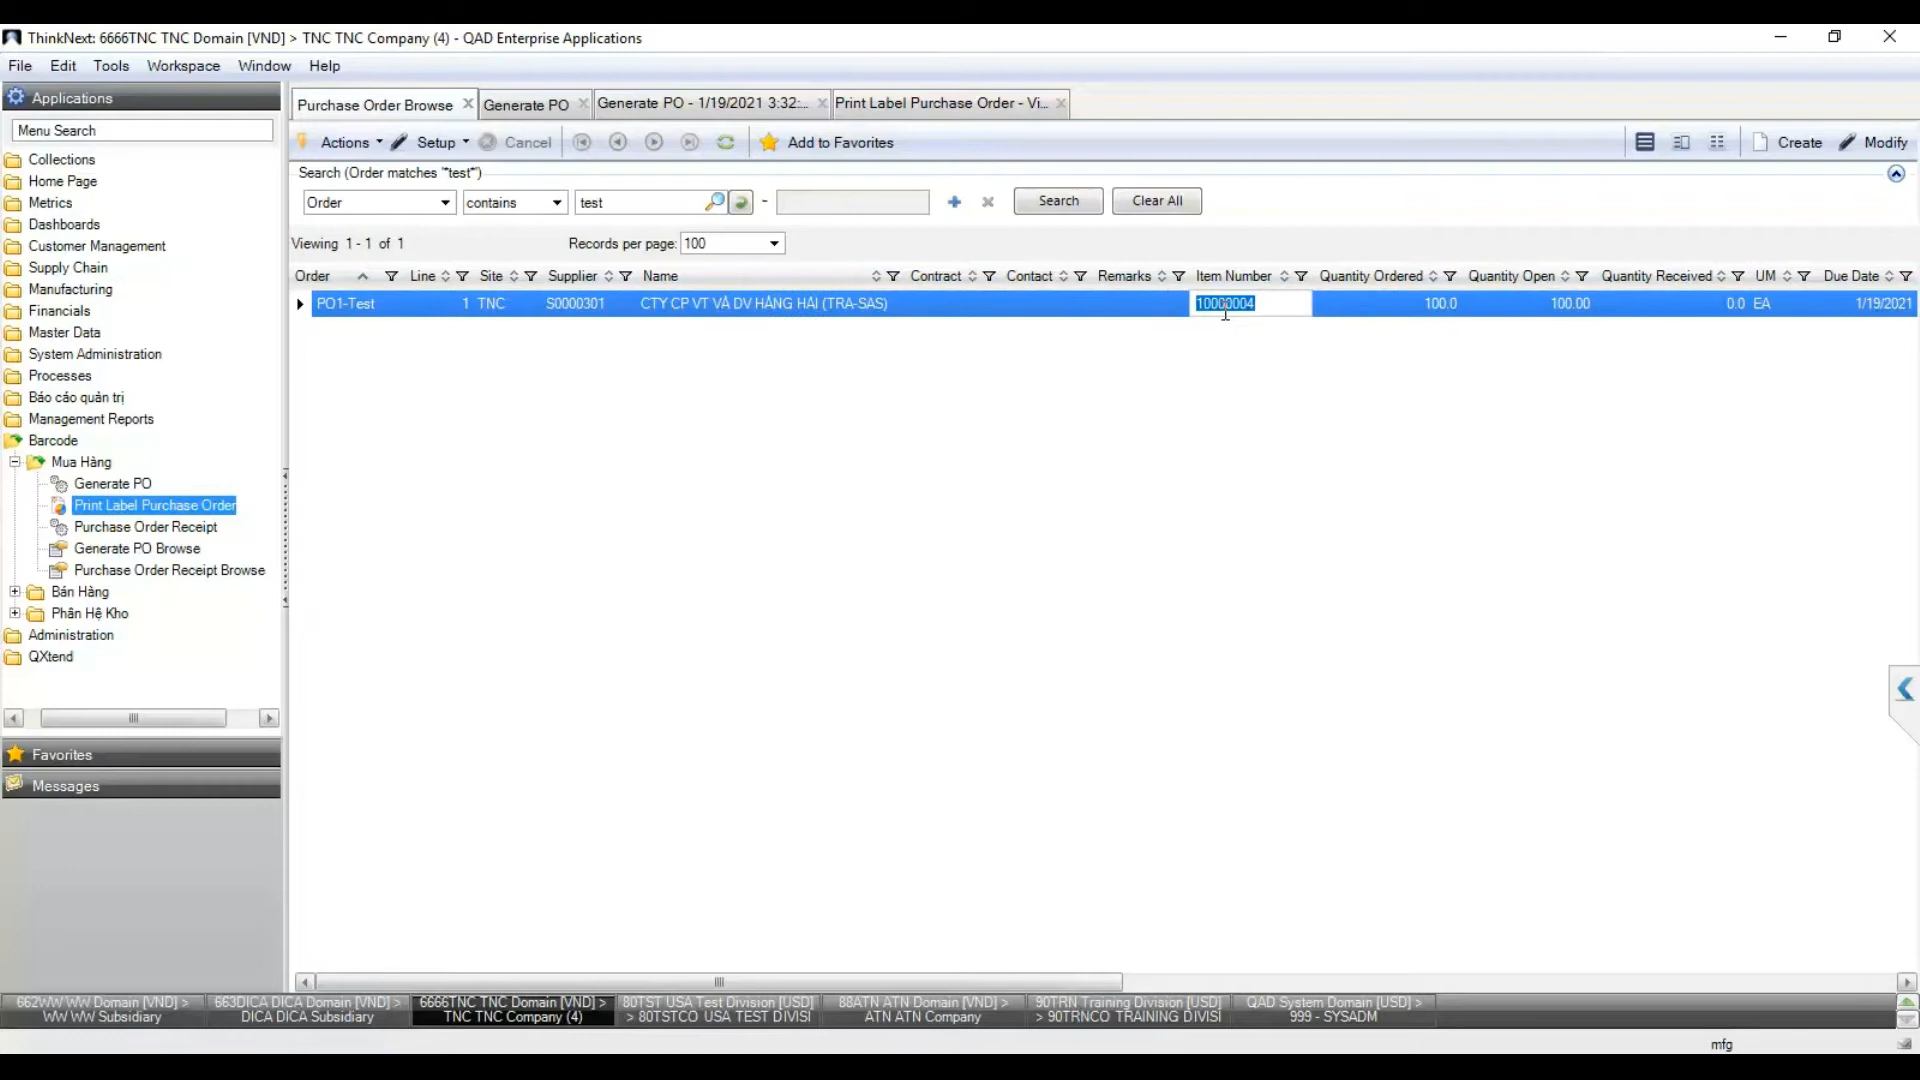 ThinkNext: 6666TNC TNC Domain [VND] > TNC TNC Company (4) - QAD Enterprise Applications
File Edit Tools Workspace Window Help
Applications
Menu Search
Collections
Home Page
Metrics
Dashboards
Customer Management
Supply Chain
Manufacturing
Financials
Master Data
System Administration
Processes
Báo cáo quản trị
Management Reports
Barcode
Mua Hàng
Generate PO
Print Label Purchase Order
Purchase Order Receipt
Generate PO Browse
Purchase Order Receipt Browse
Bán Hàng
Phân Hệ Kho
Administration
QXtend
Favorites
Messages
Purchase Order Browse Generate PO Generate PO - 1/19/2021 3:32:... Print Label Purchase Order - Vi...
Actions Setup Cancel Add to Favorites Create Modify
Search (Order matches "*test*")
Order contains test - Search Clear All
Viewing 1 - 1 of 1 Records per page: 100
Order Line Site Supplier Name Contract Contact Remarks Item Number Quantity Ordered Quantity Open Quantity Received UM Due Date
PO1-Test 1 TNC S0000301 CTY CP VT VÀ DV HÀNG HẢI (TRA-SAS) 10000004 100.0 100.00 0.0 EA 1/19/2021
662WW WW Domain [VND] > 663DICA DICA Domain [VND] > 6666TNC TNC Domain [VND] > 80TST USA Test Division [USD] 88ATN ATN Domain [VND] > 90TRN Training Division [USD] QAD System Domain [USD] >
WW WW Subsidiary DICA DICA Subsidiary TNC TNC Company (4) > 80TSTCO USA TEST DIVISI ATN ATN Company > 90TRNCO TRAINING DIVISI 999 - SYSADM
mfg